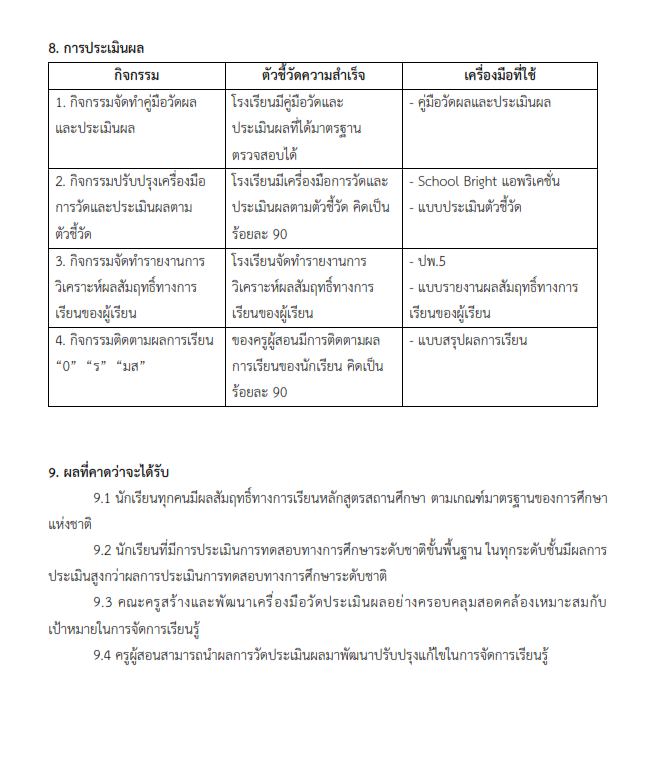 8. การประเมินผล
กิจกรรม ตัวชี้วัดความสำเร็จ เครื่องมือที่ใช้
1. กิจกรรมจัดทำคู่มือวัดผล
และประเมินผล
โรงเรียนมีคู่มือวัดและ
ประเมินผลที่ได้มาตรฐาน
ตรวจสอบได้
- คู่มือวัดผลและประเมินผล
2. กิจกรรมปรับปรุงเครื่องมือ
การวัดและประเมินผลตาม
ตัวชี้วัด
โรงเรียนมีเครื่องมือการวัดและ
ประเมินผลตามตัวชี้วัด คิดเป็น
ร้อยละ 90
- School Bright แอพริเคชั่น
- แบบประเมินตัวชี้วัด
3. กิจกรรมจัดทำรายงานการ
วิเคราะห์ผลสัมฤทธิ์ทางการ
เรียนของผู้เรียน
โรงเรียนจัดทำรายงานการ
วิเคราะห์ผลสัมฤทธิ์ทางการ
เรียนของผู้เรียน
- ปพ.5
- แบบรายงานผลสัมฤทธิ์ทางการ
เรียนของผู้เรียน
4. กิจกรรมติดตามผลการเรียน
“0” “ร” “มส”
ของครูผู้สอนมีการติดตามผล
การเรียนของนักเรียน คิดเป็น
ร้อยละ 90
- แบบสรุปผลการเรียน
9. ผลที่คาดว่าจะได้รับ
9.1 นักเรียนทุกคนมีผลสัมฤทธิ์ทางการเรียนหลักสูตรสถานศึกษา ตามเกณฑ์มาตรฐานของการศึกษา
แห่งชาติ
9.2 นักเรียนที่มีการประเมินการทดสอบทางการศึกษาระดับชาติขั้นพื้นฐาน ในทุกระดับชั้นมีผลการ
ประเมินสูงกว่าผลการประเมินการทดสอบทางการศึกษาระดับชาติ
9.3 คณะครูสร้างและพัฒนาเครื่องมือวัดประเมินผลอย่างครอบคลุมสอดคล้องเหมาะสมกับ
เป้าหมายในการจัดการเรียนรู้
9.4 ครูผู้สอนสามารถนำผลการวัดประเมินผลมาพัฒนาปรับปรุงแก้ไขในการจัดการเรียนรู้